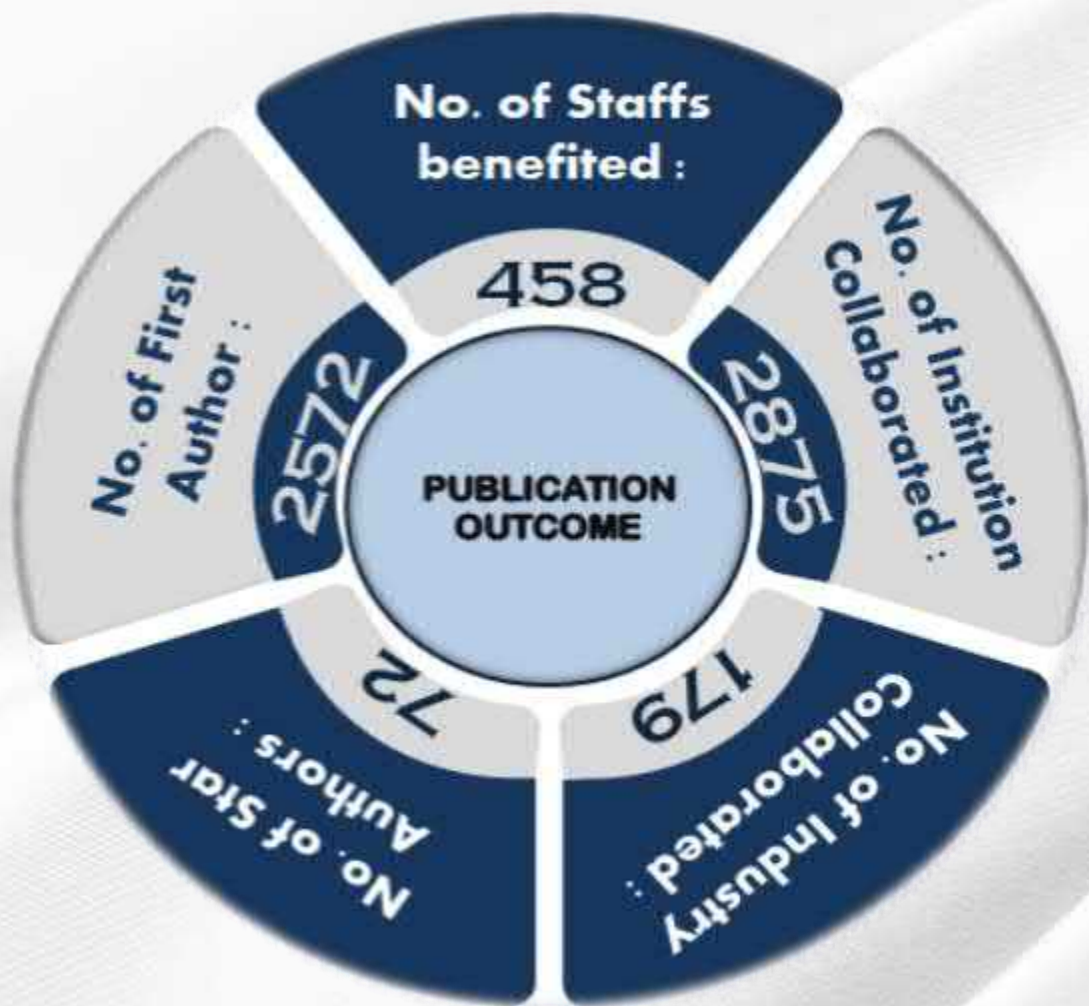 No. of Staffs
benefited :
458
No. of Institution
Collaborated :
2875
No. of Industry
Collaborated :
179
No. of Star
Authors :
72
No. of First
Author :
2572
PUBLICATION
OUTCOME